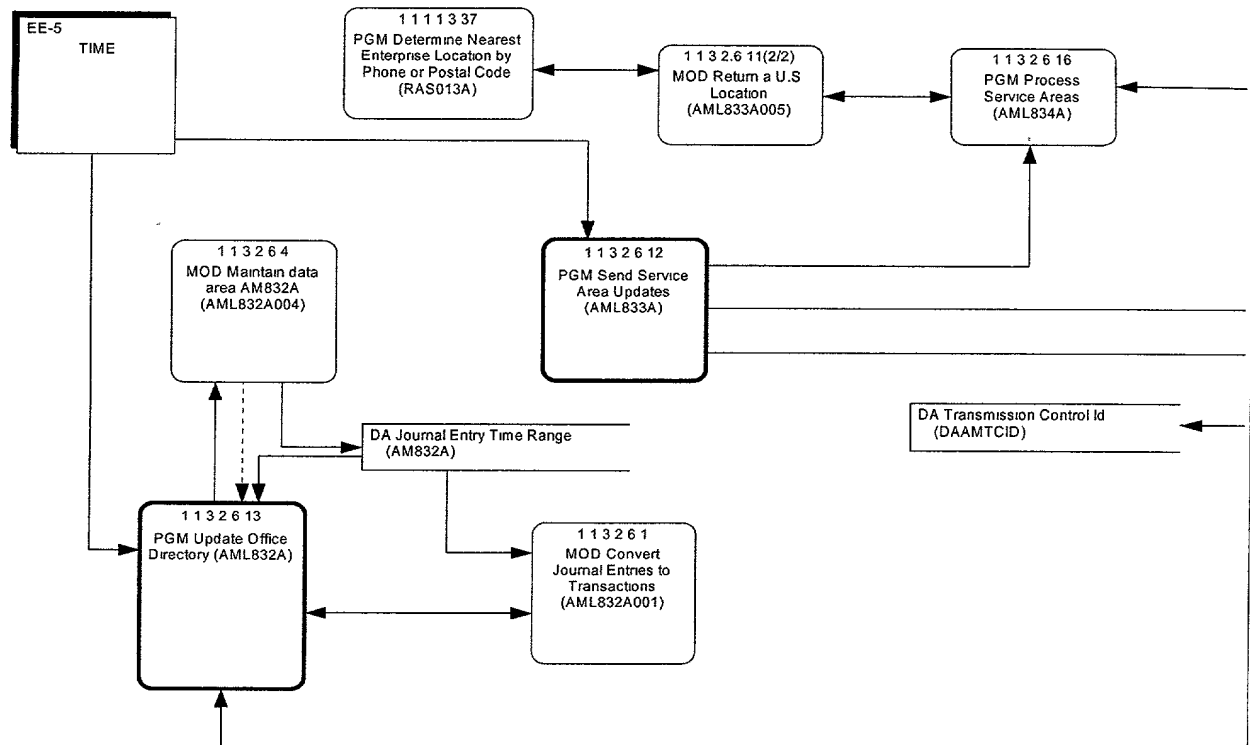 EE-5
TIME
1 1 1 1 3 37
PGM Determine Nearest
Enterprise Location by
Phone or Postal Code
(RAS013A)
1 1 3 2.6 11(2/2)
MOD Return a U.S
Location
(AML833A005)
1 1 3 2 6 16
PGM Process
Service Areas
(AML834A)
1 1 3 2 6 4
MOD Maintain data
area AM832A
(AML832A004)
1 1 3 2 6 12
PGM Send Service
Area Updates
(AML833A)
DA Journal Entry Time Range
(AM832A)
DA Transmission Control Id
(DAAMTCID)
1 1 3 2 6 13
PGM Update Office
Directory (AML832A)
1 1 3 2 6 1
MOD Convert
Journal Entries to
Transactions
(AML832A001)